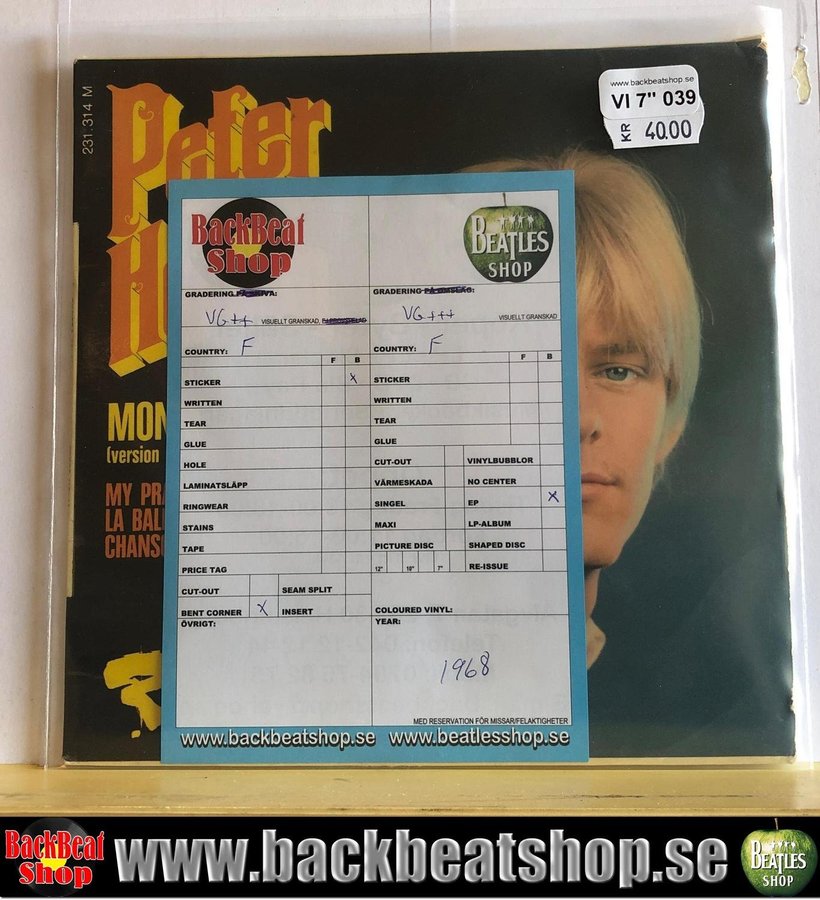 231.314 M
Peter
H
MON
(version
MY PRA
LA BAL
CHANS
www.backbeatshop.se
VI 7" 039
KR 40.00
BackBeat
Shop
BEATLES
SHOP
GRADERING PÅ SKIVA:
VG++ VISUELLT GRANSKAD,
COUNTRY: F
F B
STICKER x
WRITTEN
TEAR
GLUE
HOLE
LAMINATSLÄPP
RINGWEAR
STAINS
TAPE
PRICE TAG
CUT-OUT SEAM SPLIT
BENT CORNER x INSERT
ÖVRIGT:
GRADERING PÅ OMSLAG:
VG+++ VISUELLT GRANSKAD
COUNTRY: F
F B
STICKER
WRITTEN
TEAR
GLUE
CUT-OUT VINYLBUBBLOR
VÄRMESKADA NO CENTER
SINGEL EP x
MAXI LP-ALBUM
PICTURE DISC SHAPED DISC
12" 10" 7" RE-ISSUE
COLOURED VINYL:
YEAR:
1968
MED RESERVATION FÖR MISSAR/FELAKTIGHETER
www.backbeatshop.se www.beatlesshop.se
BackBeat
Shop
www.backbeatshop.se
BEATLES
SHOP